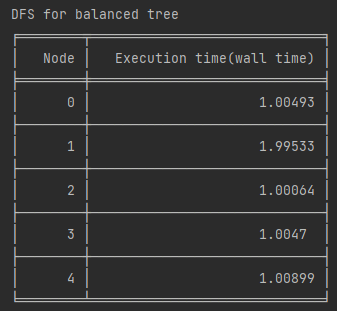 DFS for balanced tree
Node Execution time(wall time)
0 1.00493
1 1.99533
2 1.00064
3 1.0047
4 1.00899